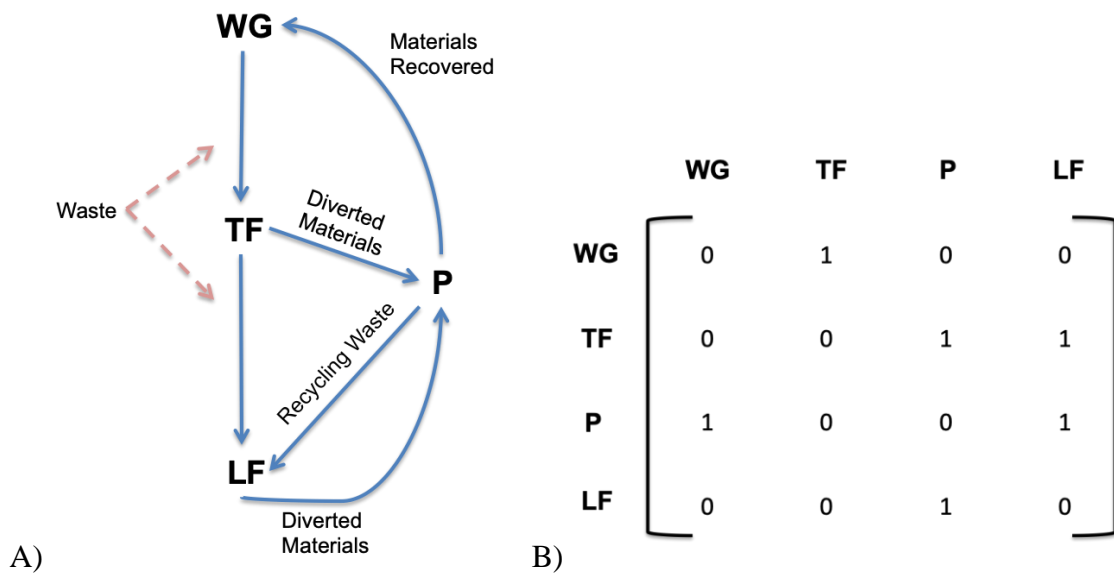 WG
Materials
Recovered
Waste
TF
Diverted
Materials
P
Recycling Waste
LF
Diverted
Materials
A)
WG TF P LF
WG 0 1 0 0
TF 0 0 1 1
P 1 0 0 1
LF 0 0 1 0
B)